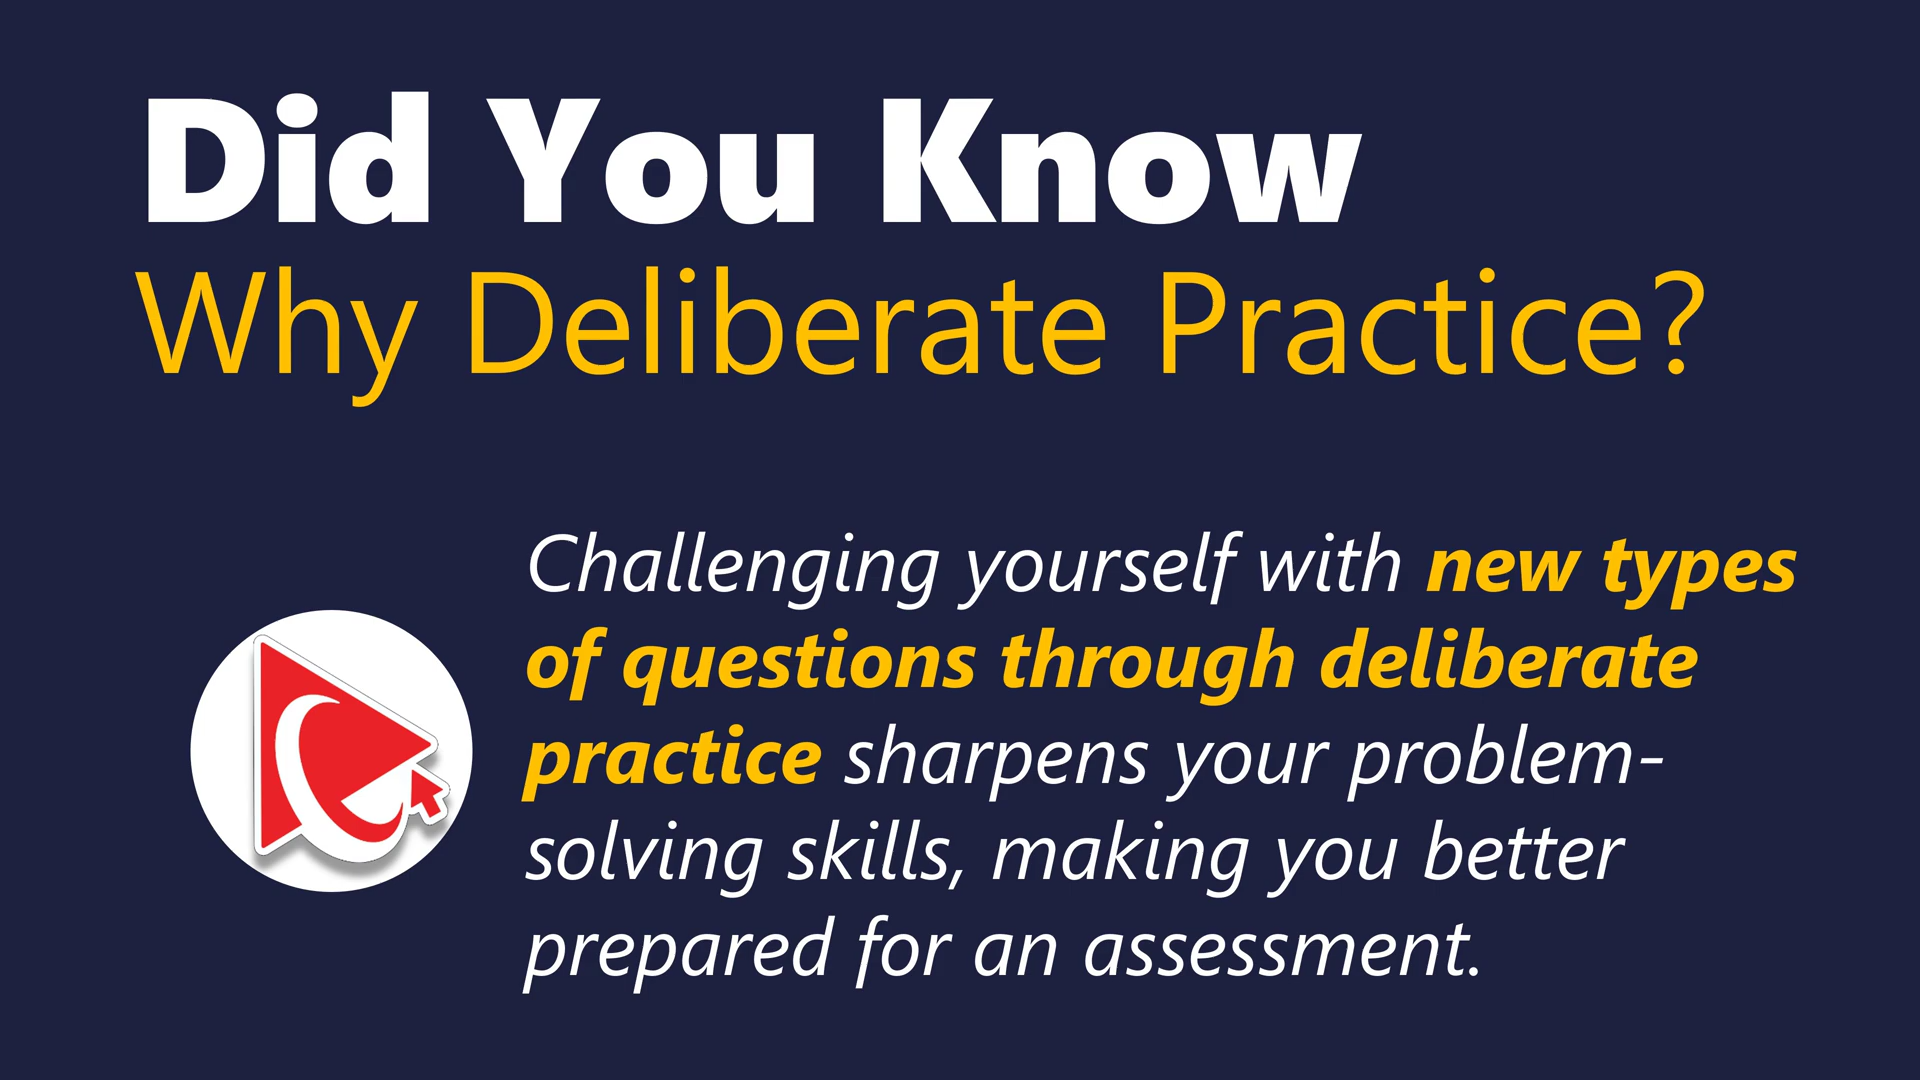 Did You Know
Why Deliberate Practice?
Challenging yourself with new types
of questions through deliberate
practice sharpens your problem-
solving skills, making you better
prepared for an assessment.